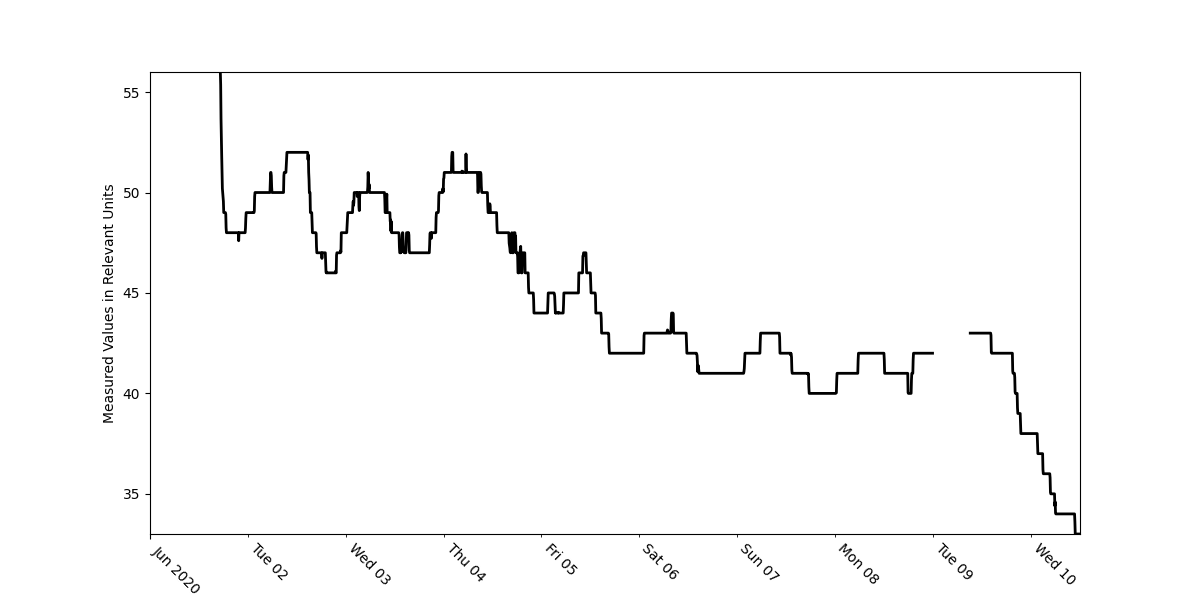 55
50
45
40
35
Measured Values in Relevant Units
Jun 2020
Tue 02
Wed 03
Thu 04
Fri 05
Sat 06
Sun 07
Mon 08
Tue 09
Wed 10